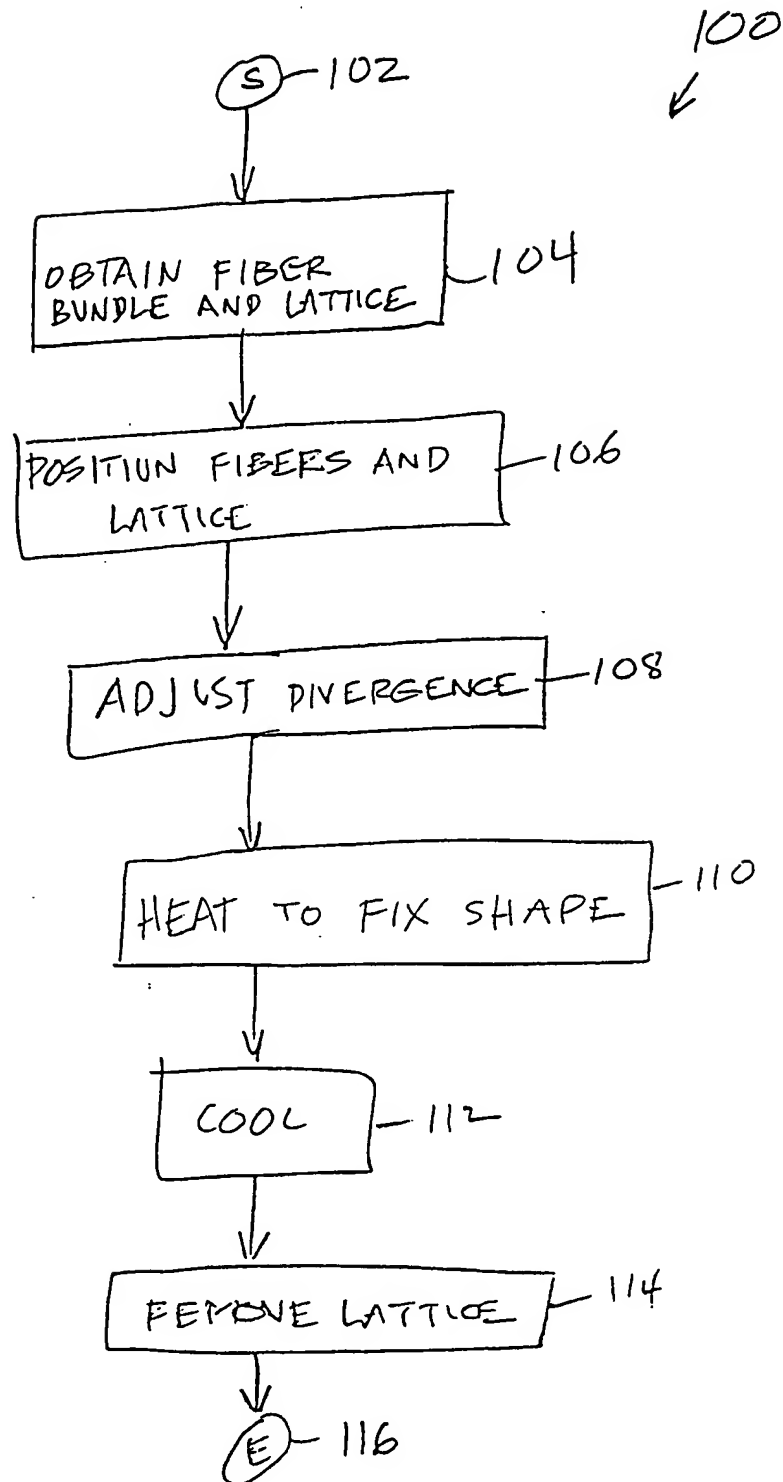 100
S 102
OBTAIN FIBER
BUNDLE AND LATTICE
104
POSITION FIBERS AND
LATTICE
106
ADJUST DIVERGENCE
108
HEAT TO FIX SHAPE
110
COOL
112
REMOVE LATTICE
114
E 116